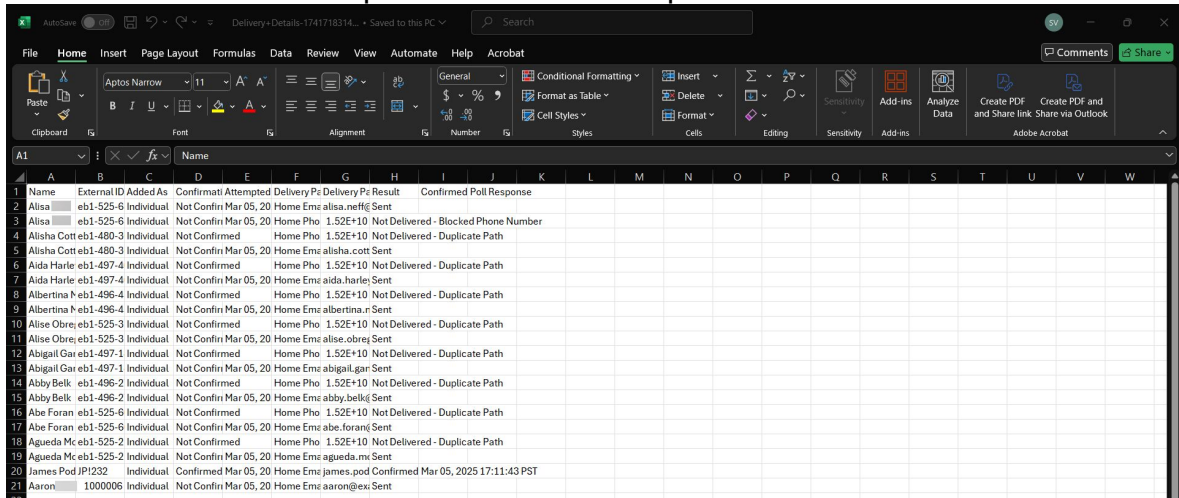 AutoSave Off Delivery+Details-1741718314... • Saved to this PC Search SV
File Home Insert Page Layout Formulas Data Review View Automate Help Acrobat Comments Share
Paste Aptos Narrow 11 General Conditional Formatting Insert Sensitivity Add-ins Analyze Data Create PDF and Share link Create PDF and Share via Outlook
B I U A ab $ % 9 Format as Table Delete
Cell Styles Format
Clipboard Font Alignment Number Styles Cells Editing Sensitivity Add-ins Adobe Acrobat
A1 fx Name
A B C D E F G H I J K L M N O P Q R S T U V W
1 Name External ID Added As Confirmati Attempted Delivery Pa Delivery Pa Result Confirmed Poll Response
2 Alisa eb1-525-6 Individual Not Confirm Mar 05, 20 Home Ema alisa.neff@ Sent
3 Alisa eb1-525-6 Individual Not Confirmed Home Pho 1.52E+10 Not Delivered - Blocked Phone Number
4 Alisha Cott eb1-480-3 Individual Not Confirmed Home Pho 1.52E+10 Not Delivered - Duplicate Path
5 Alisha Cott eb1-480-3 Individual Not Confirm Mar 05, 20 Home Ema alisha.cott Sent
6 Aida Harle eb1-497-4 Individual Not Confirmed Home Pho 1.52E+10 Not Delivered - Duplicate Path
7 Aida Harle eb1-497-4 Individual Not Confirm Mar 05, 20 Home Ema aida.harley Sent
8 Albertina M eb1-496-4 Individual Not Confirmed Home Pho 1.52E+10 Not Delivered - Duplicate Path
9 Albertina M eb1-496-4 Individual Not Confirm Mar 05, 20 Home Ema albertina.n Sent
10 Alise Obre eb1-525-3 Individual Not Confirmed Home Pho 1.52E+10 Not Delivered - Duplicate Path
11 Alise Obre eb1-525-3 Individual Not Confirm Mar 05, 20 Home Ema alise.obreg Sent
12 Abigail Gar eb1-497-1 Individual Not Confirmed Home Pho 1.52E+10 Not Delivered - Duplicate Path
13 Abigail Gar eb1-497-1 Individual Not Confirm Mar 05, 20 Home Ema abigail.gar Sent
14 Abby Belk eb1-496-2 Individual Not Confirmed Home Pho 1.52E+10 Not Delivered - Duplicate Path
15 Abby Belk eb1-496-2 Individual Not Confirm Mar 05, 20 Home Ema abby.belk@ Sent
16 Abe Foran eb1-525-6 Individual Not Confirmed Home Pho 1.52E+10 Not Delivered - Duplicate Path
17 Abe Foran eb1-525-6 Individual Not Confirm Mar 05, 20 Home Ema abe.foran@ Sent
18 Agueda Mc eb1-525-2 Individual Not Confirmed Home Pho 1.52E+10 Not Delivered - Duplicate Path
19 Agueda Mc eb1-525-2 Individual Not Confirm Mar 05, 20 Home Ema agueda.mc Sent
20 James Pod JP!232 Individual Confirmed Mar 05, 20 Home Ema james.pod Confirmed Mar 05, 2025 17:11:43 PST
21 Aaron 1000006 Individual Not Confirm Mar 05, 20 Home Ema aaron@exa Sent